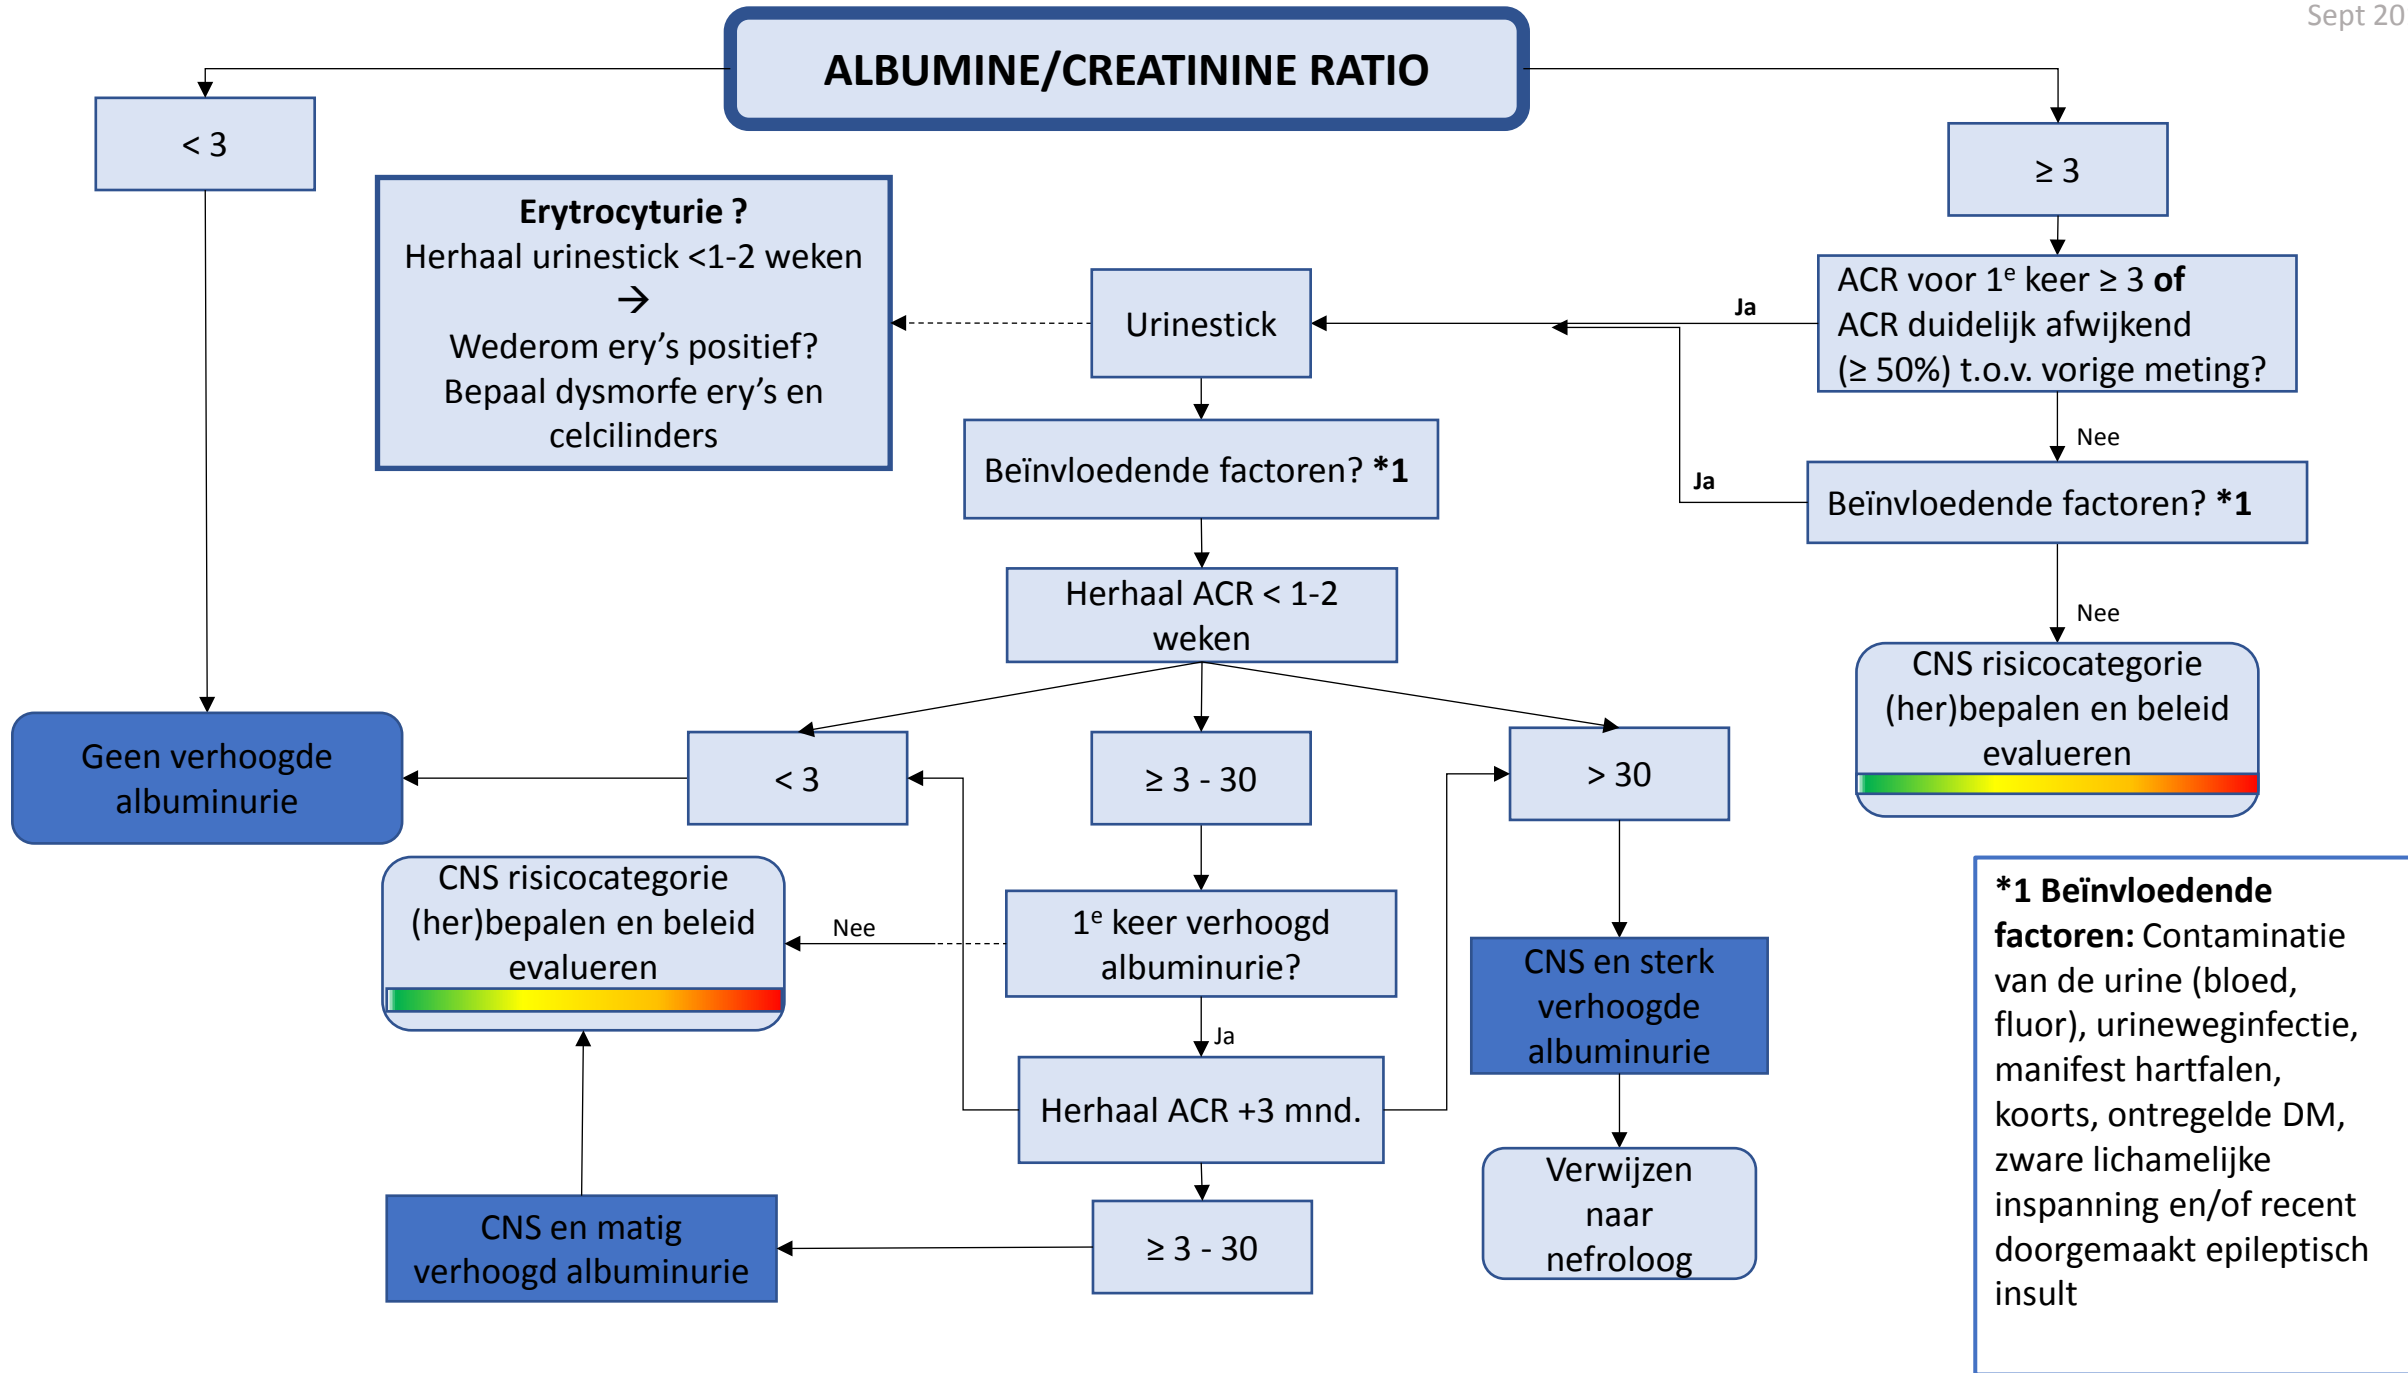 Sept 20
ALBUMINE/CREATININE RATIO
< 3
≥ 3
Erytrocyturie ?
Herhaal urinestick <1-2 weken
→
Wederom ery's positief?
Bepaal dysmorfe ery's en
celcilinders
Urinestick
Ja
ACR voor 1e keer ≥ 3 of
ACR duidelijk afwijkend
(≥ 50%) t.o.v. vorige meting?
Nee
Beïnvloedende factoren? *1
Ja
Beïnvloedende factoren? *1
Nee
Herhaal ACR < 1-2
weken
CNS risicocategorie
(her)bepalen en beleid
evalueren
Geen verhoogde
albuminurie
< 3
≥ 3 - 30
> 30
CNS risicocategorie
(her)bepalen en beleid
evalueren
Nee
1e keer verhoogd
albuminurie?
Ja
CNS en sterk
verhoogde
albuminurie
Herhaal ACR +3 mnd.
Verwijzen
naar
nefroloog
CNS en matig
verhoogd albuminurie
≥ 3 - 30
*1 Beïnvloedende
factoren: Contaminatie
van de urine (bloed,
fluor), urineweginfectie,
manifest hartfalen,
koorts, ontregelde DM,
zware lichamelijke
inspanning en/of recent
doorgemaakt epileptisch
insult